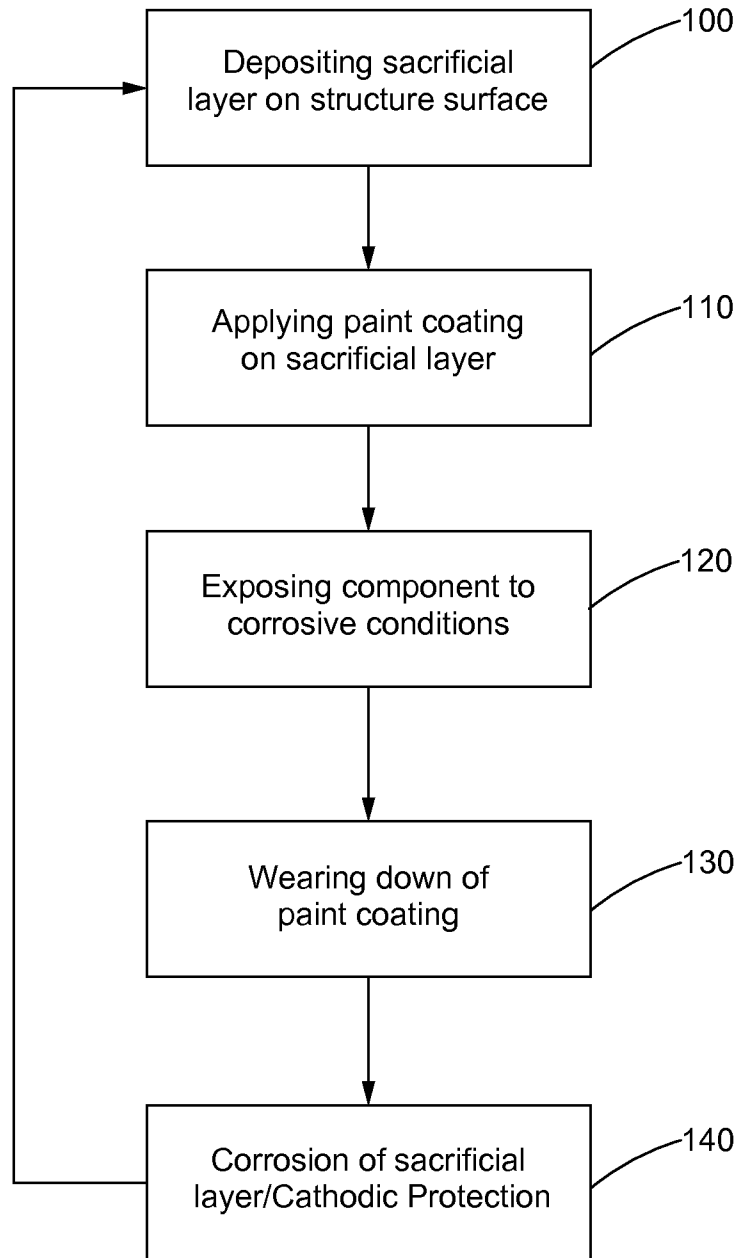 100
Depositing sacrificial
layer on structure surface
110
Applying paint coating
on sacrificial layer
120
Exposing component to
corrosive conditions
130
Wearing down of
paint coating
140
Corrosion of sacrificial
layer/Cathodic Protection